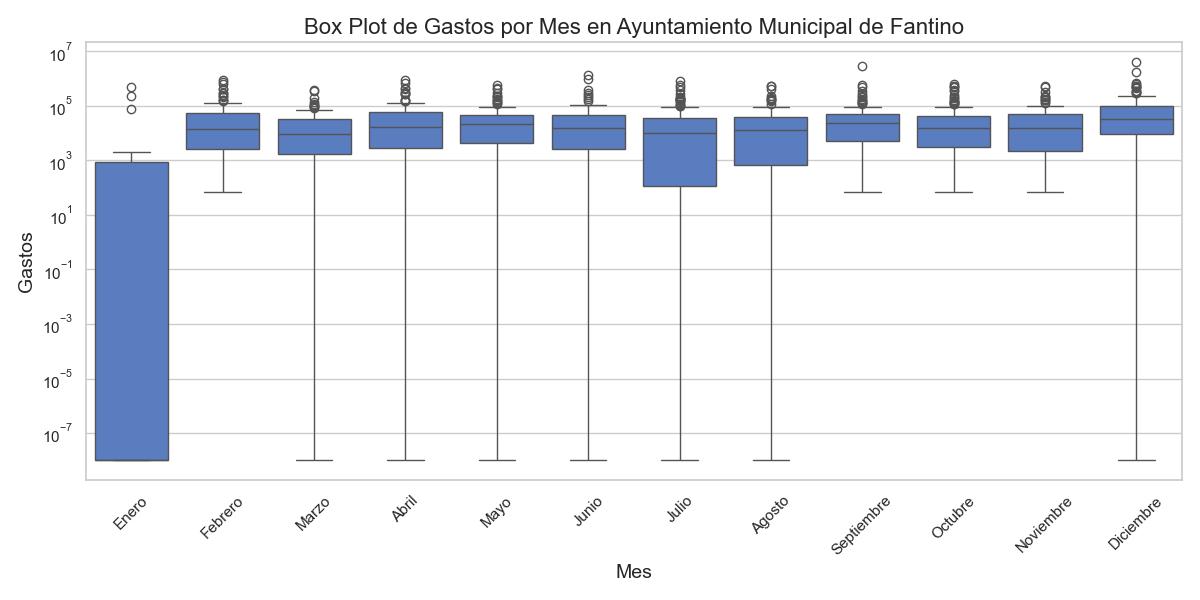 Box Plot de Gastos por Mes en Ayuntamiento Municipal de Fantino
Gastos
10^7
10^5
10^3
10^1
10^−1
10^−3
10^−5
10^−7
Enero
Febrero
Marzo
Abril
Mayo
Junio
Julio
Agosto
Septiembre
Octubre
Noviembre
Diciembre
Mes